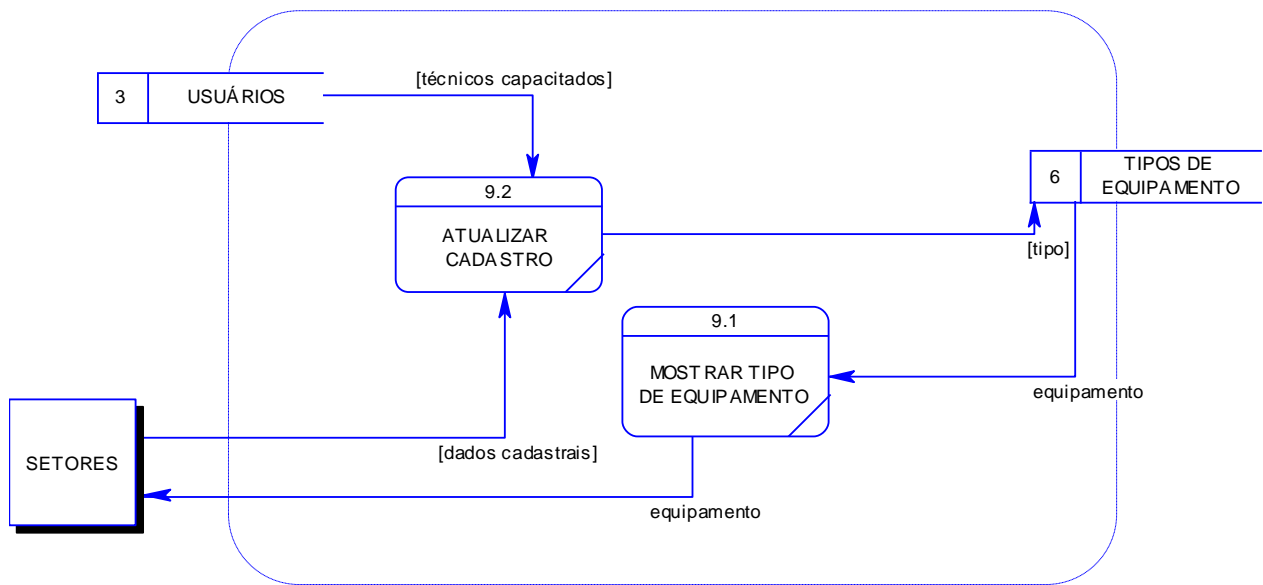 [técnicos capacitados]
3
USUÁRIOS
6
TIPOS DE
EQUIPAMENTO
9.2
ATUALIZAR
CADASTRO
[tipo]
9.1
MOSTRAR TIPO
DE EQUIPAMENTO
equipamento
SETORES
[dados cadastrais]
equipamento